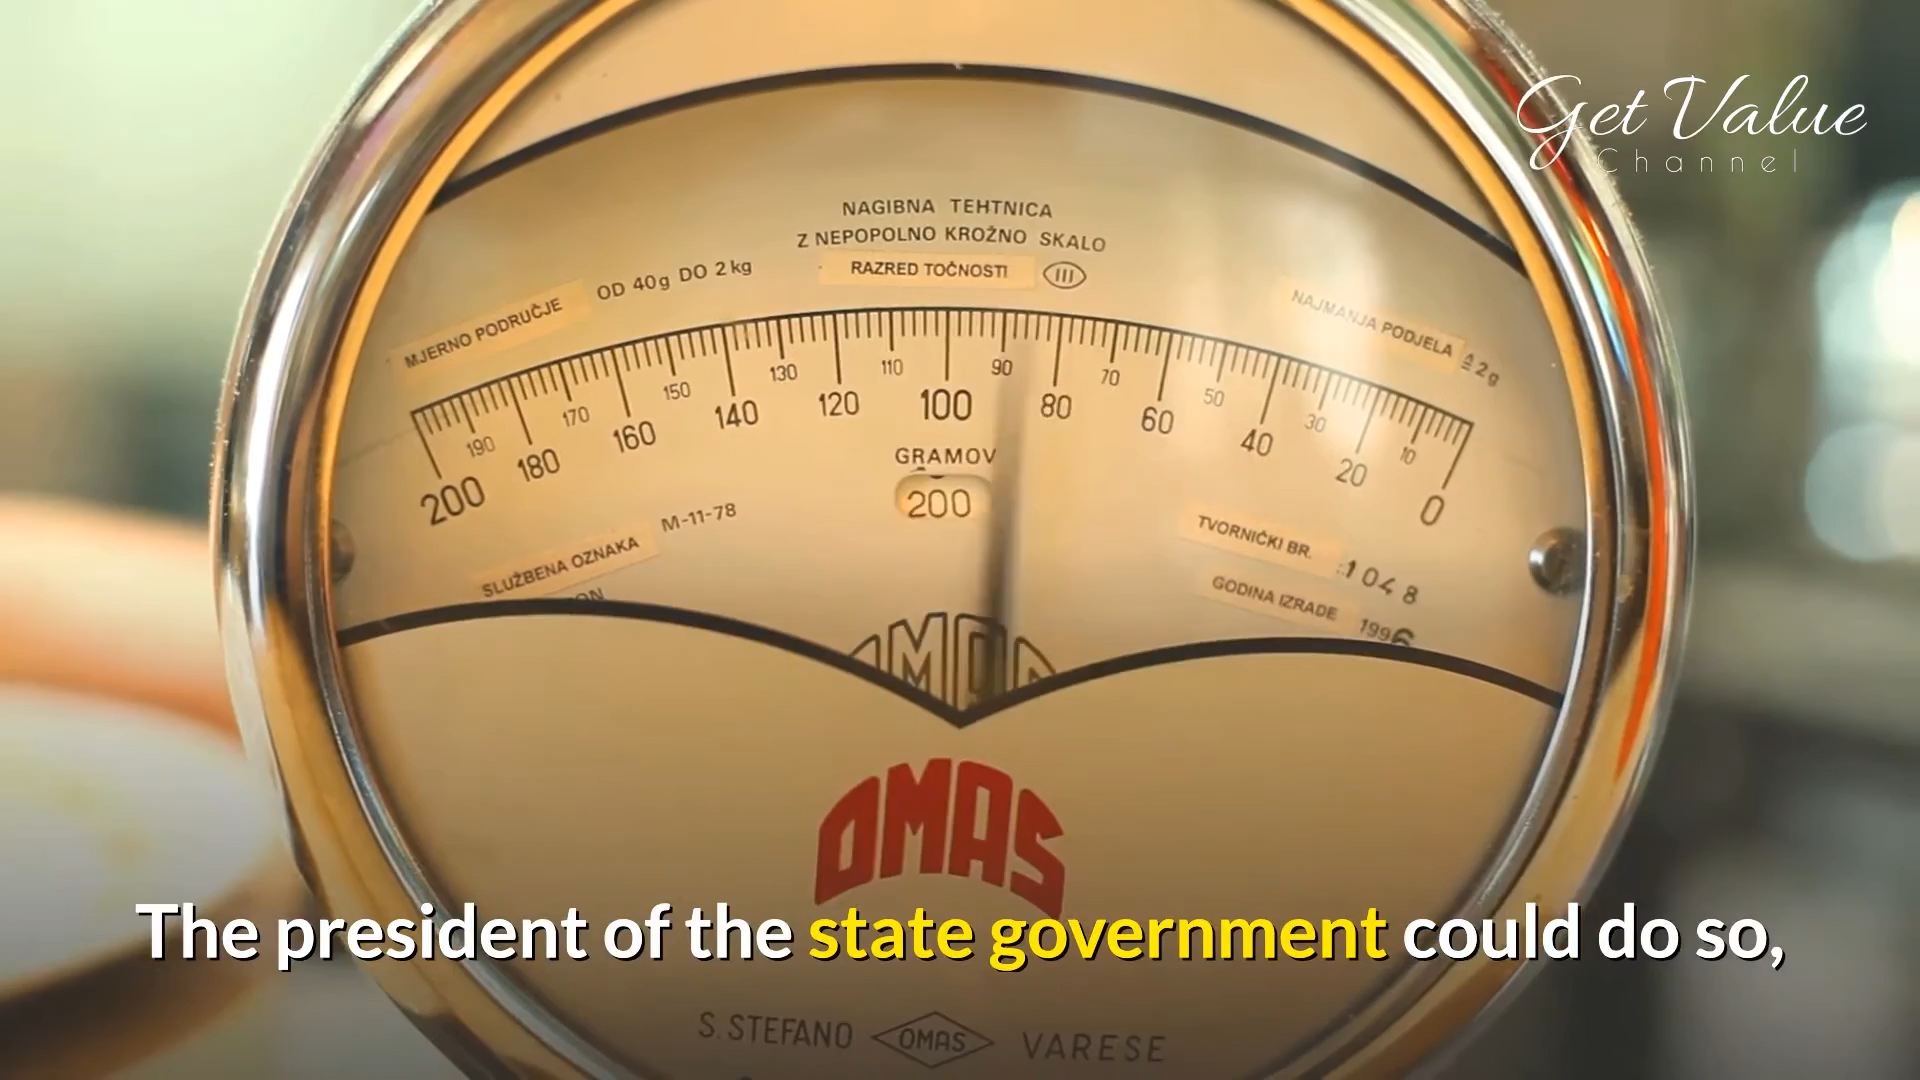 Get Value
Channel
NAGIBNA TEHTNICA
Z NEPOPOLNO KROŽNO SKALO
RAZRED TOČNOSTI III
MJERNO PODRUČJE OD 40g DO 2kg
NAJMANJA PODJELA ≙ 2g
190 170 150 130 110 90 70 50 30 10
200 180 160 140 120 100 80 60 40 20 0
GRAMOV
200
SLUŽBENA OZNAKA M-11-78
TVORNIČKI BR. 1048
GODINA IZRADE 1996
OMAS
The president of the state government could do so,
S. STEFANO OMAS VARESE